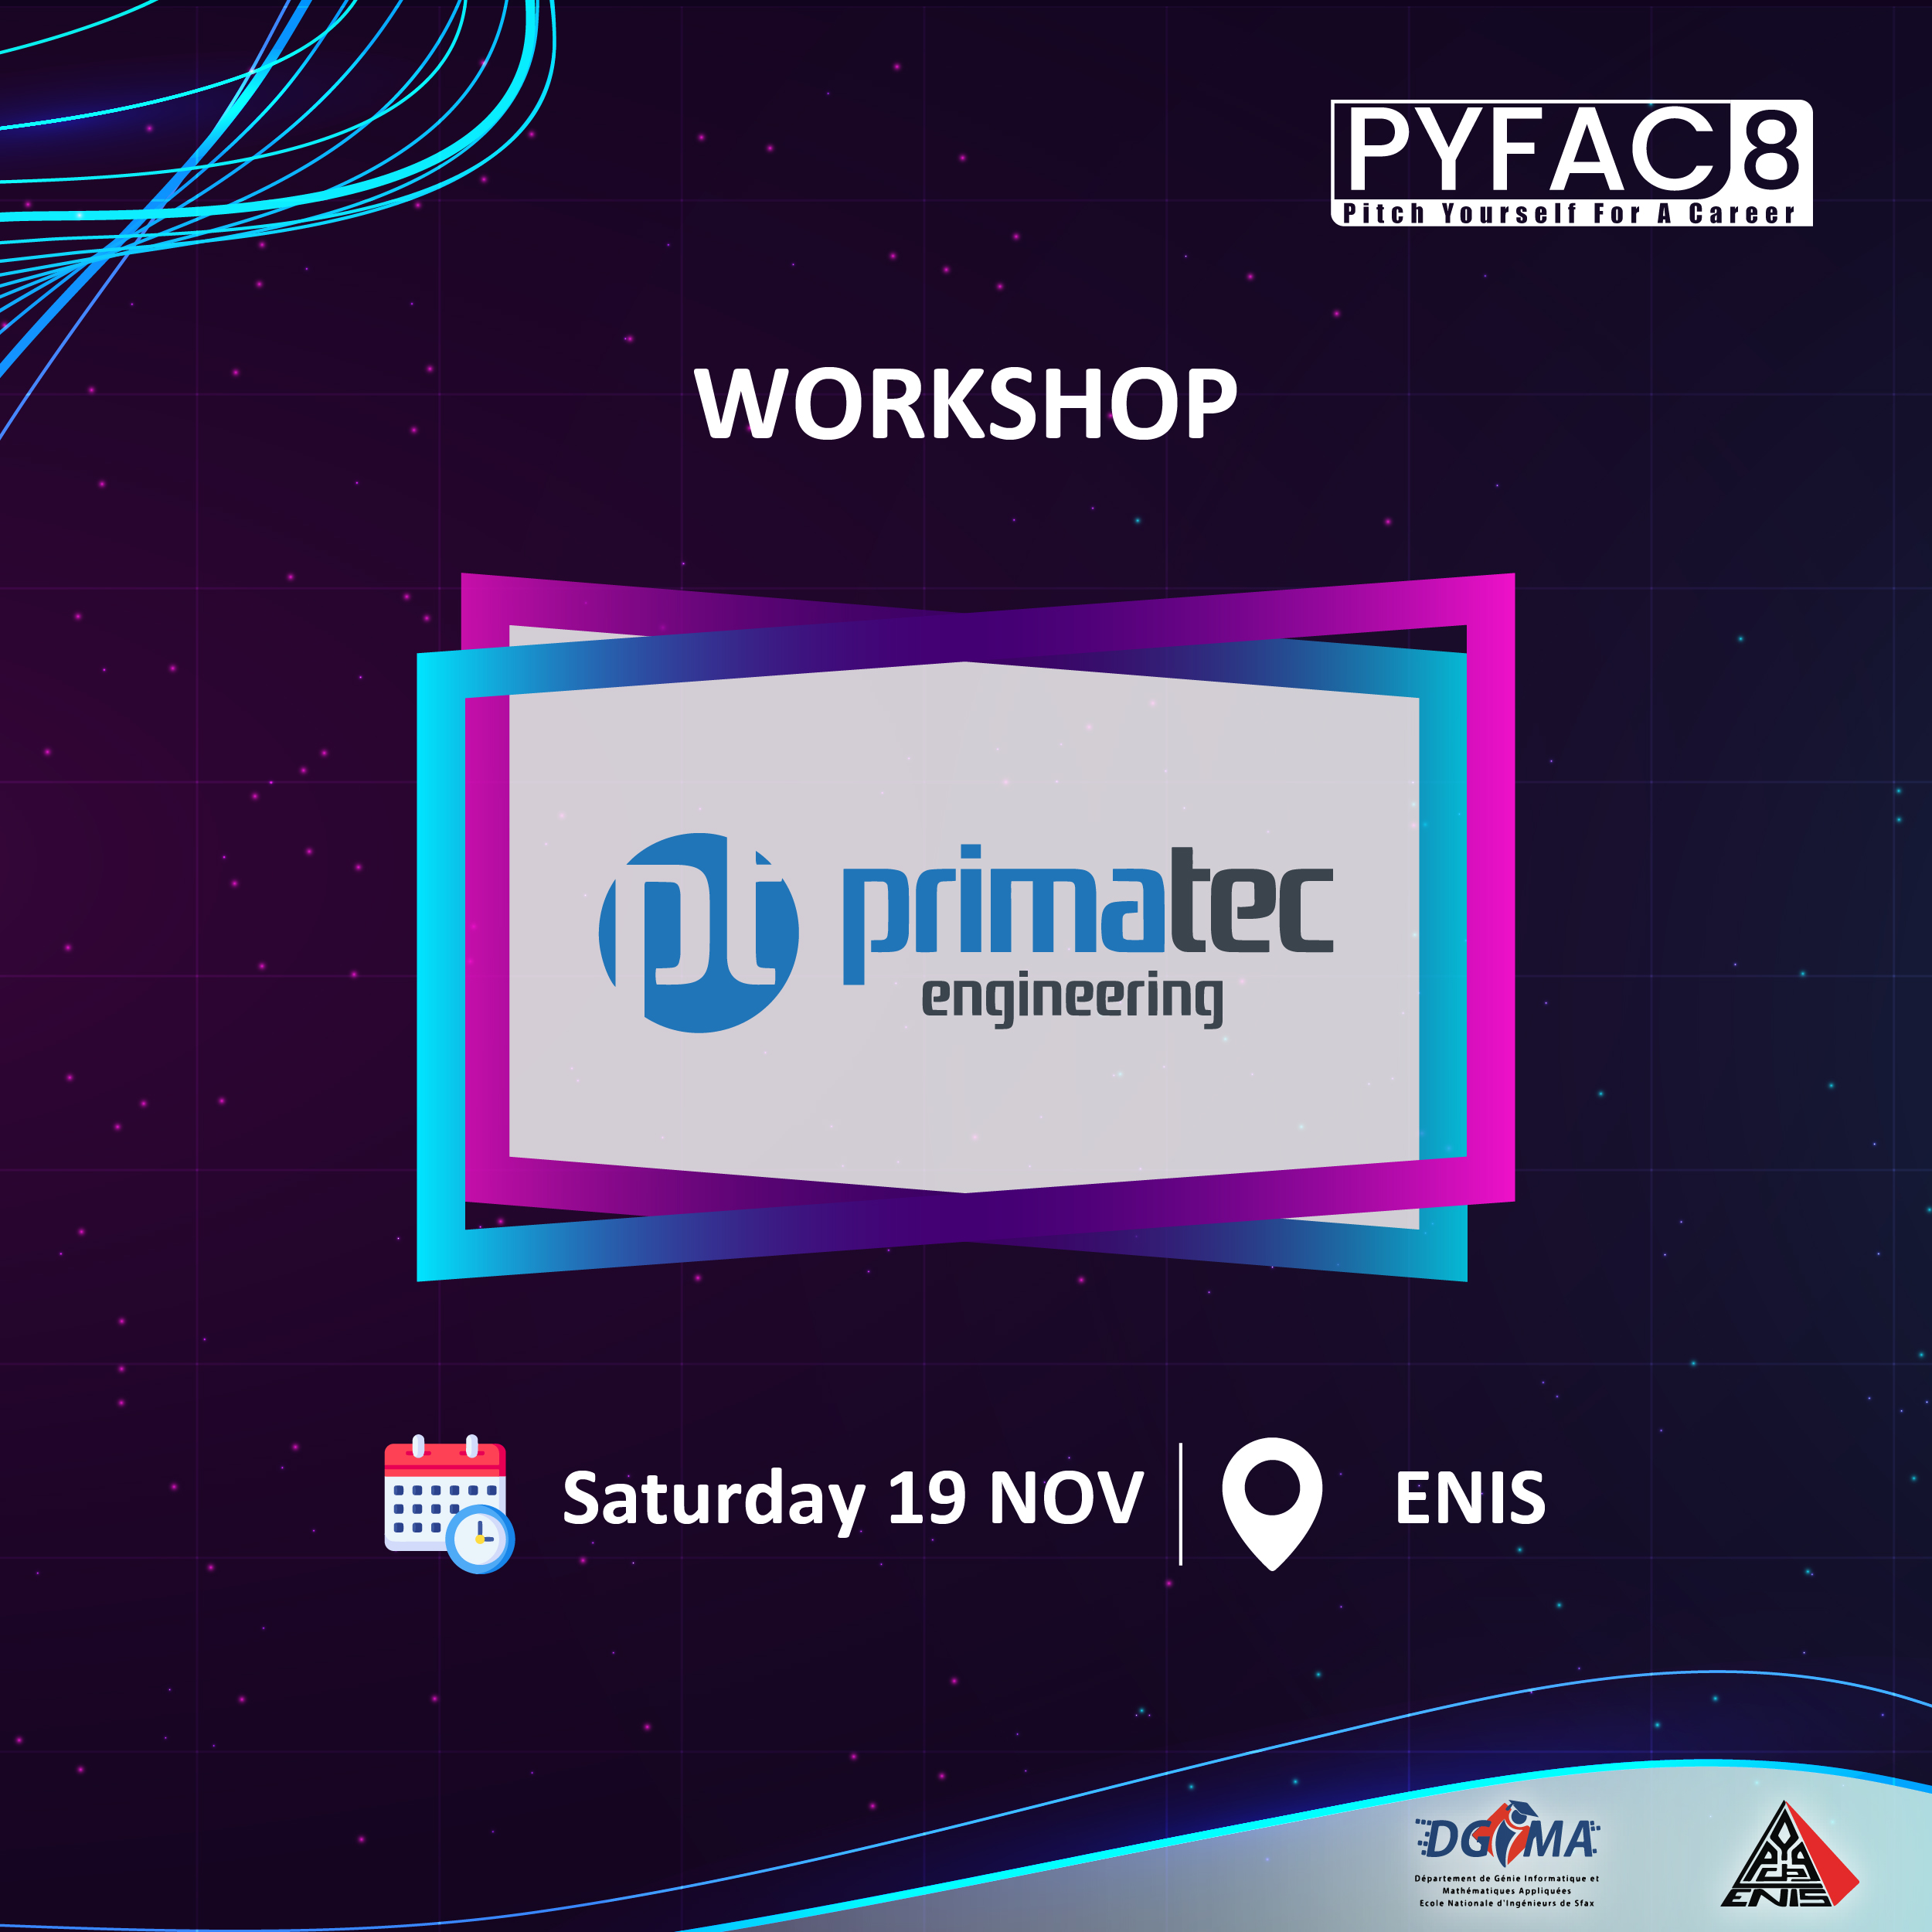 PYFAC8
Pitch Yourself For A Career
WORKSHOP
pt
primatec
engineering
Saturday 19 NOV
ENIS
DGIMA
Département de Génie Informatique et
Mathématiques Appliquées
Ecole Nationale d'Ingénieurs de Sfax
ENIS